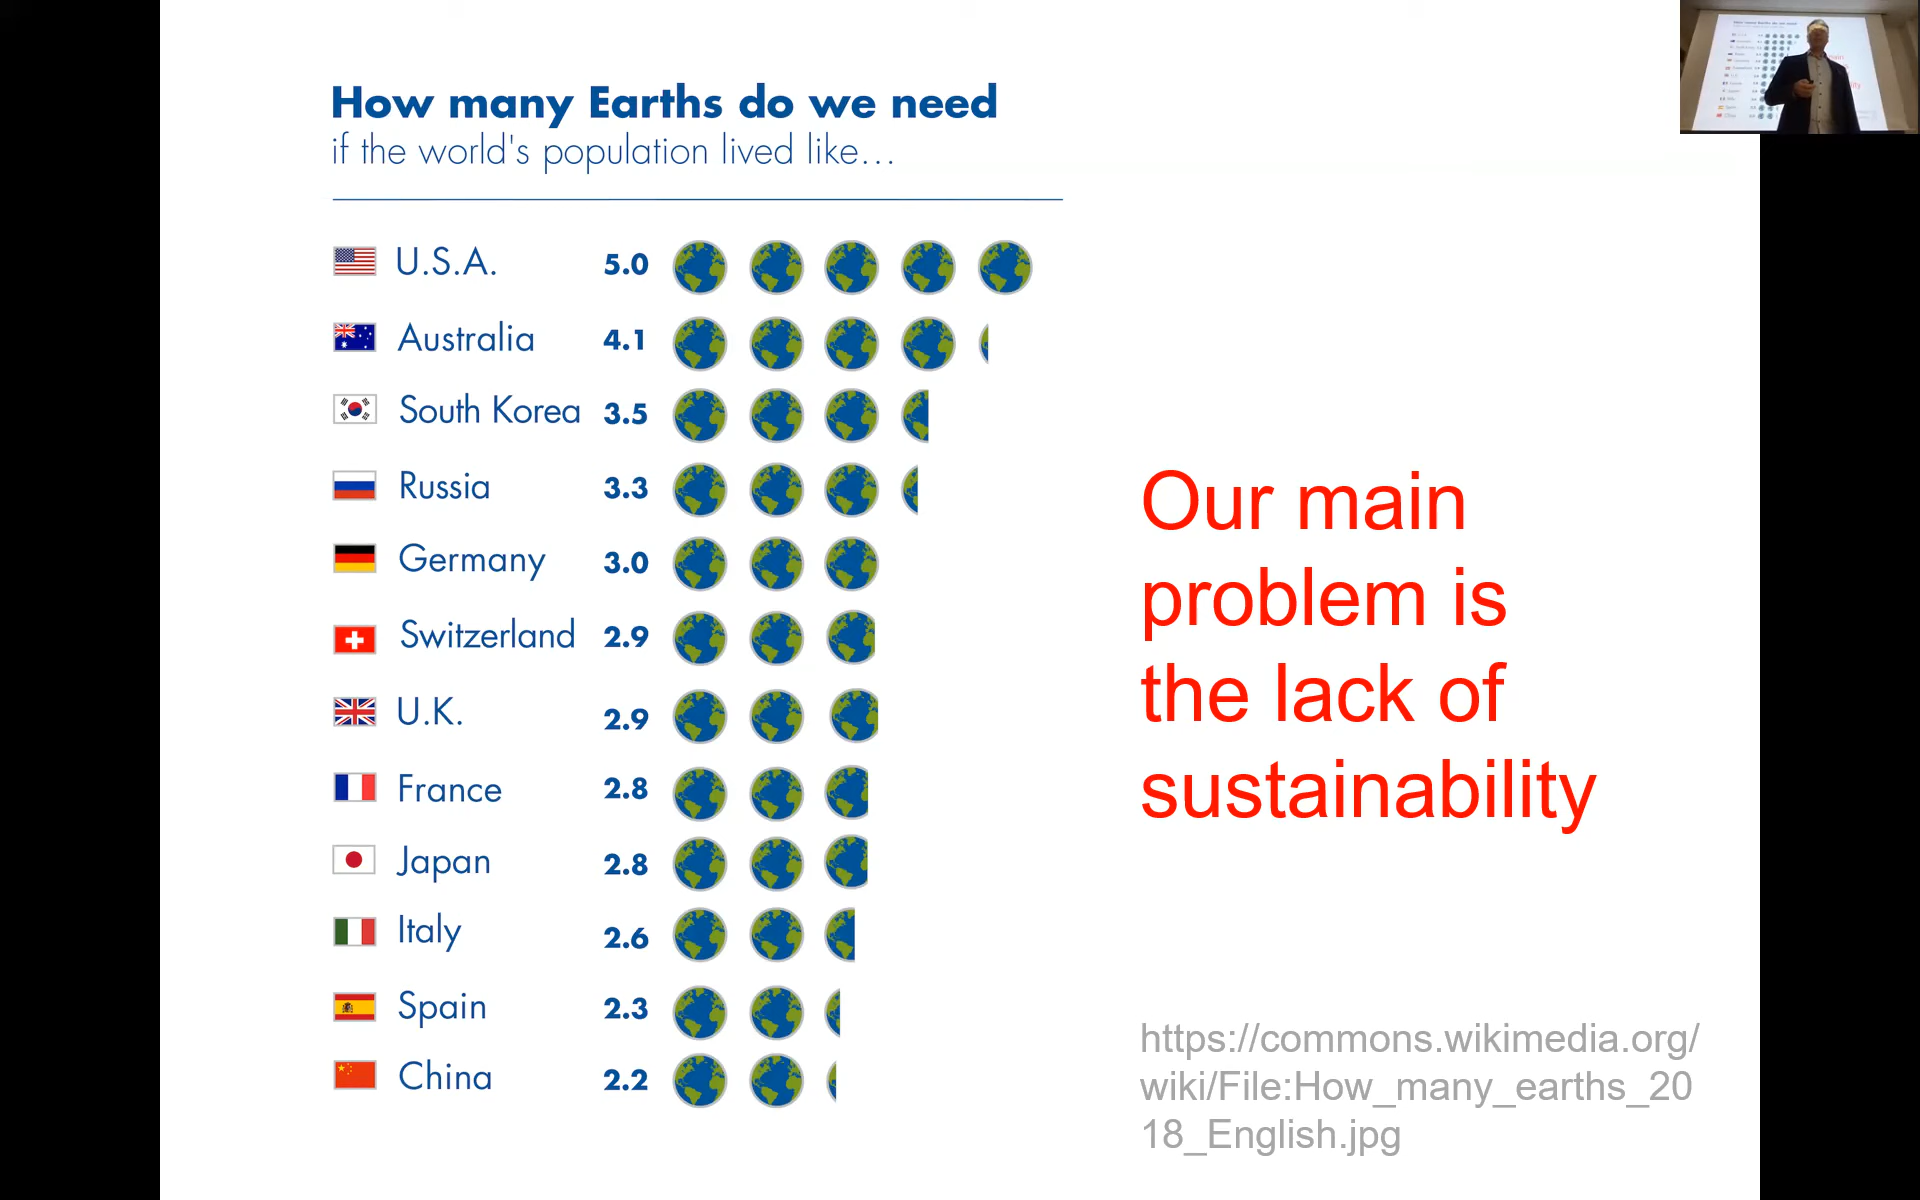 How many Earths do we need
if the world's population lived like...
U.S.A. 5.0
Australia 4.1
South Korea 3.5
Russia 3.3
Germany 3.0
Switzerland 2.9
U.K. 2.9
France 2.8
Japan 2.8
Italy 2.6
Spain 2.3
China 2.2
Our main
problem is
the lack of
sustainability
https://commons.wikimedia.org/
wiki/File:How_many_earths_20
18_English.jpg